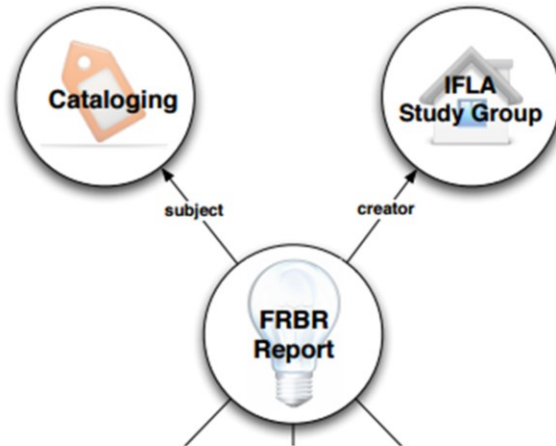 Cataloging
IFLA
Study Group
subject
creator
FRBR
Report